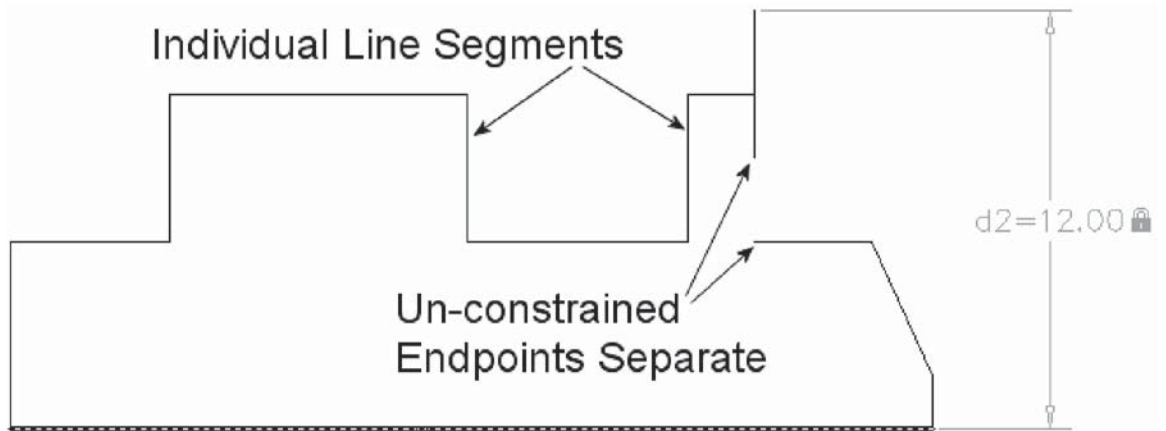 Individual Line Segments
d2=12.00
Un-constrained
Endpoints Separate